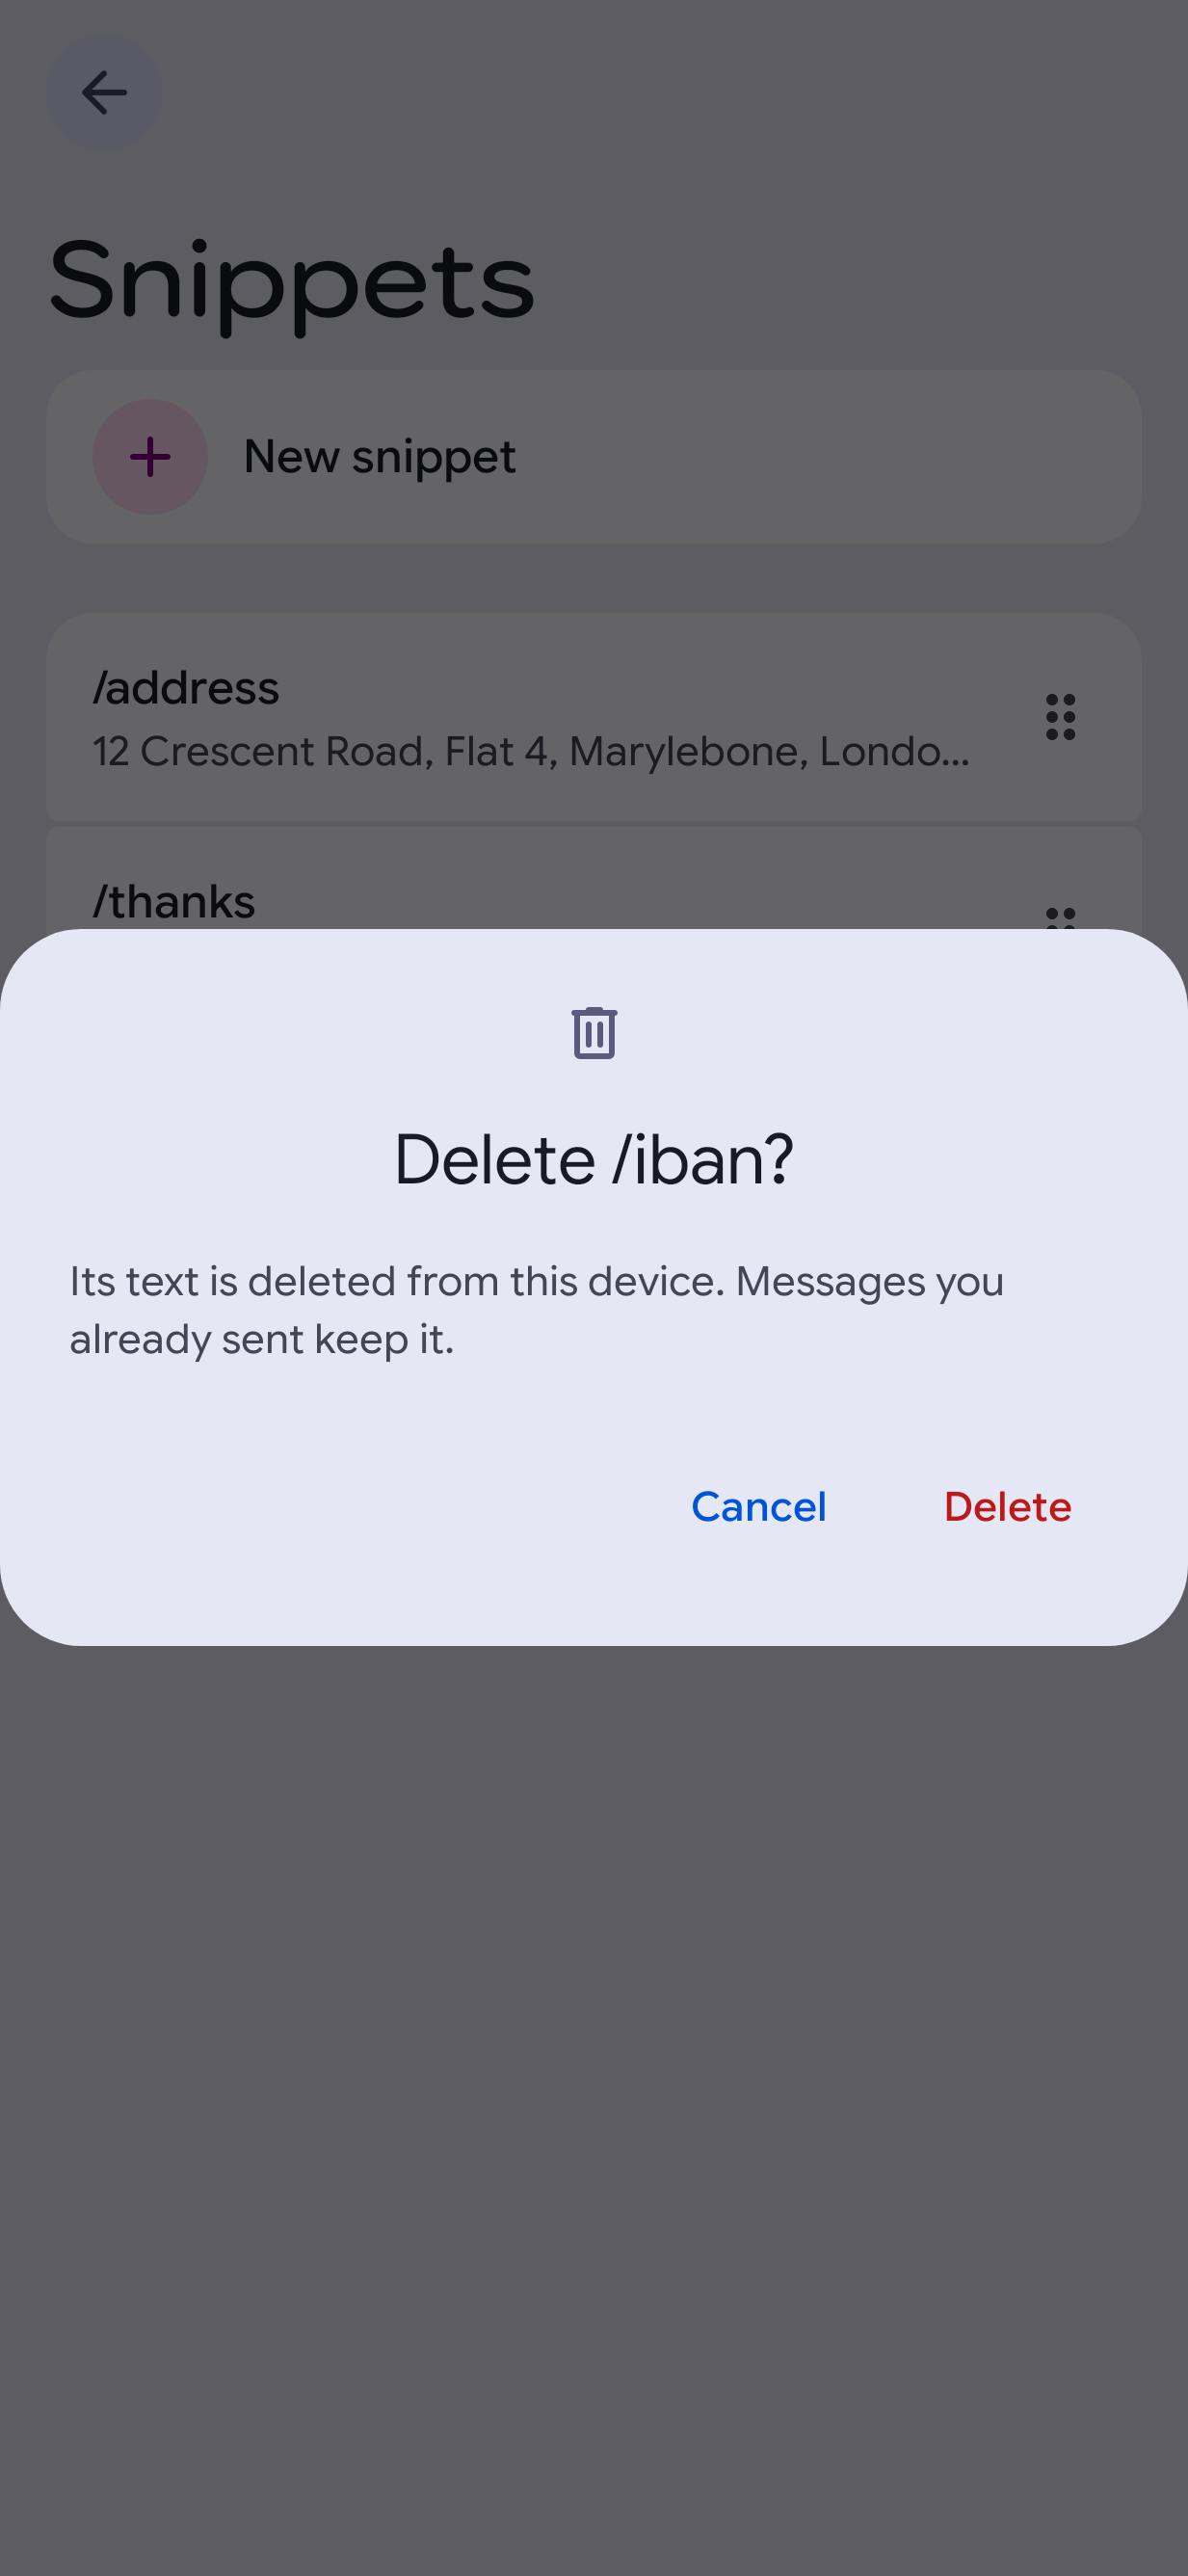 Snippets
New snippet
/address
12 Crescent Road, Flat 4, Marylebone, Londo...
/thanks
Delete /iban?
Its text is deleted from this device. Messages you
already sent keep it.
Cancel
Delete